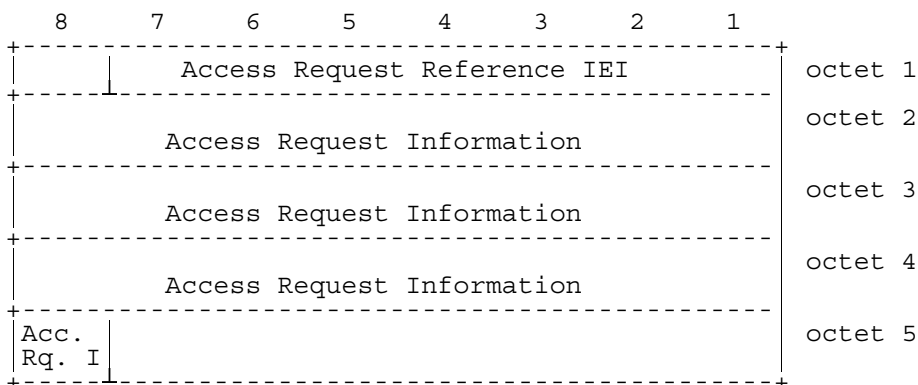 8 7 6 5 4 3 2 1
Access Request Reference IEI octet 1
octet 2
Access Request Information
octet 3
Access Request Information
octet 4
Access Request Information
Acc. octet 5
Rq. I